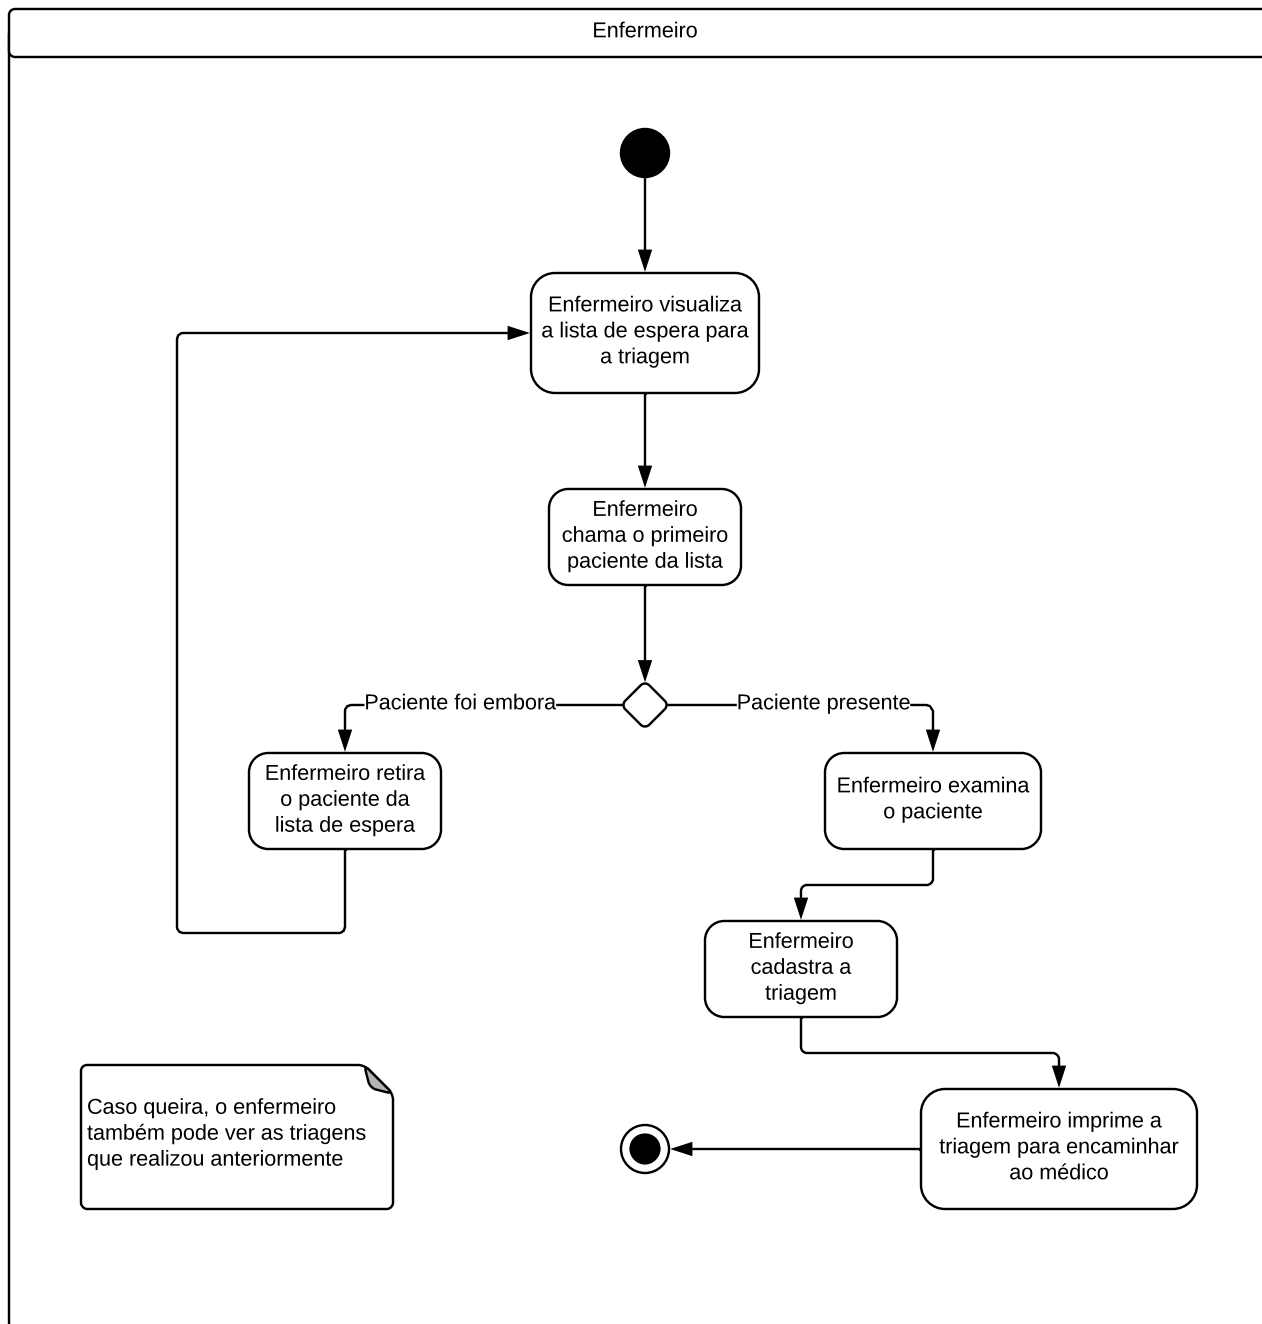 Enfermeiro
Enfermeiro visualiza
a lista de espera para
a triagem
Enfermeiro
chama o primeiro
paciente da lista
Paciente foi embora
Paciente presente
Enfermeiro retira
o paciente da
lista de espera
Enfermeiro examina
o paciente
Enfermeiro
cadastra a
triagem
Caso queira, o enfermeiro
também pode ver as triagens
que realizou anteriormente
Enfermeiro imprime a
triagem para encaminhar
ao médico